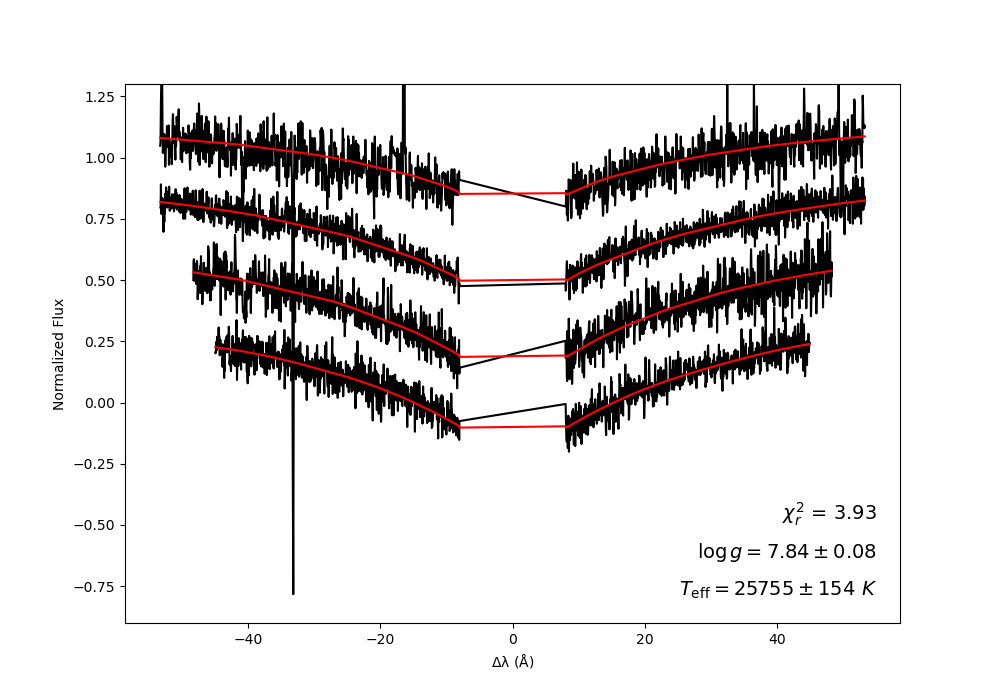 1.25
1.00
0.75
0.50
0.25
0.00
−0.25
−0.50
−0.75
Normalized Flux
χ²ᵣ = 3.93
log g = 7.84 ± 0.08
T_eff = 25755 ± 154 K
−40 −20 0 20 40
Δλ (Å)